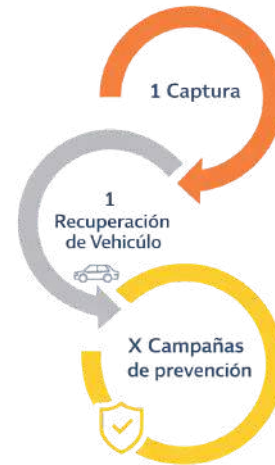 1 Captura
1
Recuperación
de Vehicúlo
X Campañas
de prevención